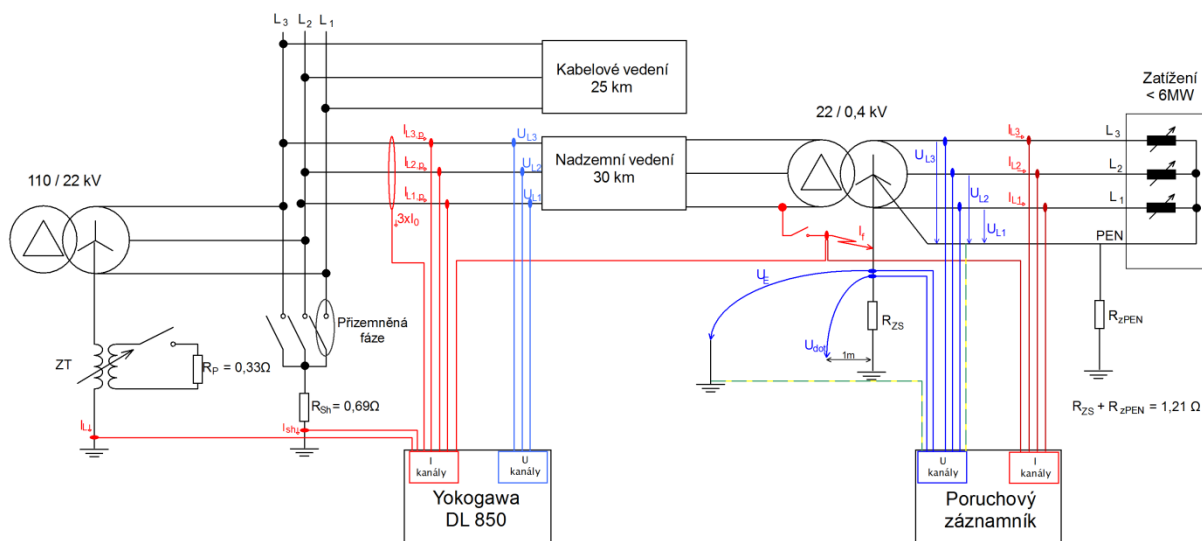 L3 L2 L1
Kabelové vedení
25 km
Zatížení
< 6MW
22 / 0,4 kV
IL3.p
UL3
Nadzemní vedení
30 km
IL2.p
UL2
IL1.p
UL1
3xI0
110 / 22 kV
UL3
UL2
UL1
IL3
IL2
IL1
L3
L2
L1
PEN
If
UE
Udot
1m
RZS
RzPEN
RZS + RzPEN = 1,21 Ω
Přizemněná
fáze
ZT
RP = 0,33Ω
RSh = 0,69Ω
IL
Ish
I
kanály
U
kanály
Yokogawa
DL 850
U
kanály
I
kanály
Poruchový
záznamník